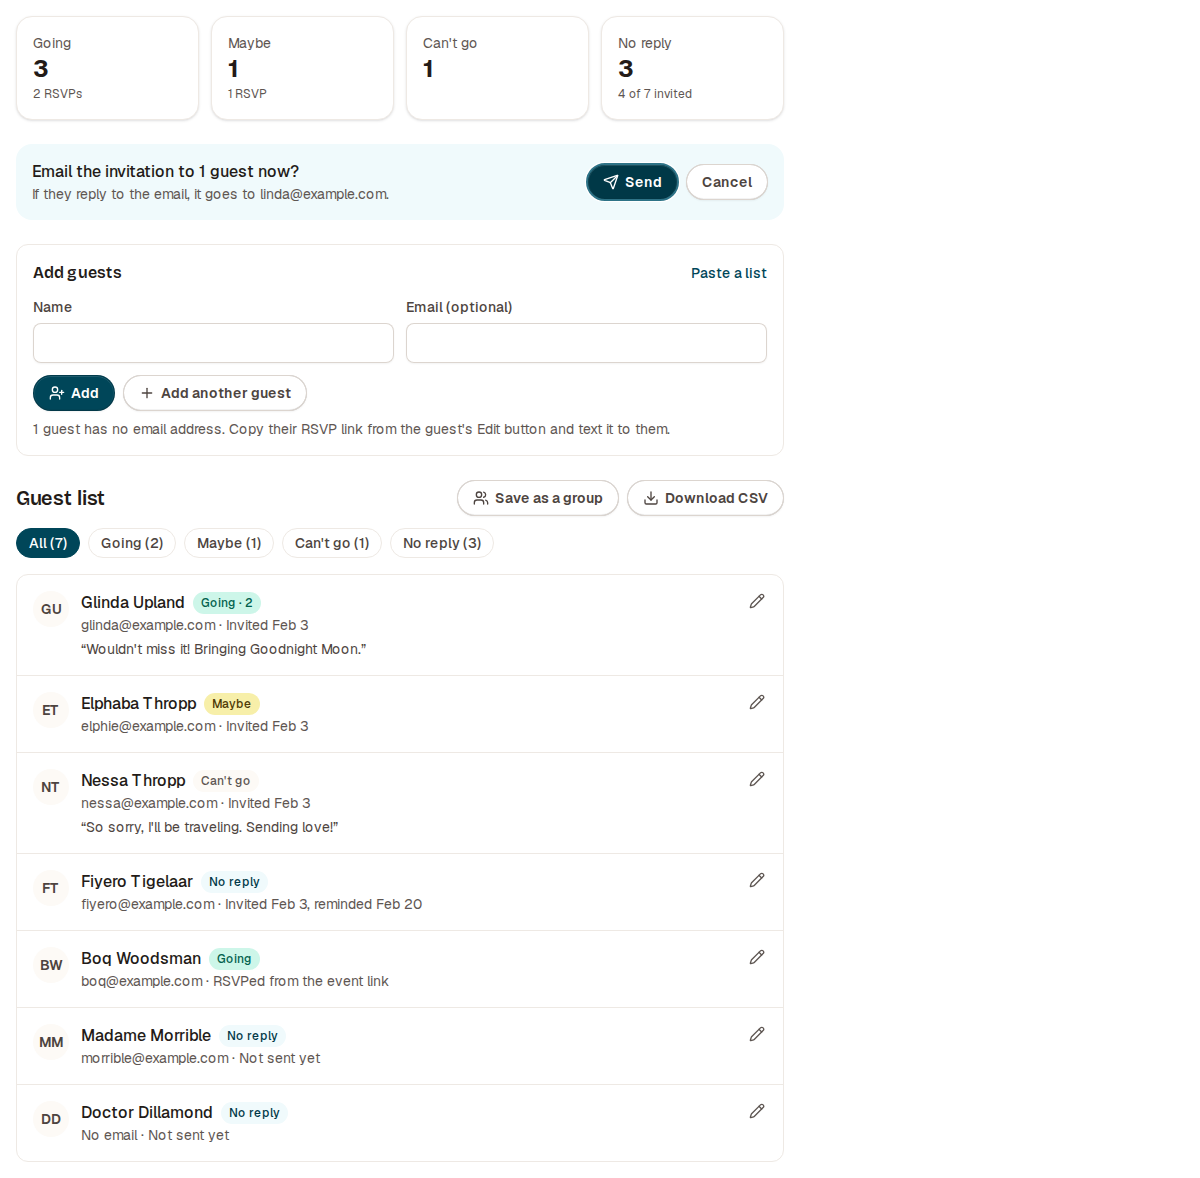 Going
3
2 RSVPs
Maybe
1
1 RSVP
Can't go
1
No reply
3
4 of 7 invited
Email the invitation to 1 guest now?
If they reply to the email, it goes to linda@example.com.
Send
Cancel
Add guests
Paste a list
Name
Email (optional)
Add
Add another guest
1 guest has no email address. Copy their RSVP link from the guest's Edit button and text it to them.
Guest list
Save as a group
Download CSV
All (7)
Going (2)
Maybe (1)
Can't go (1)
No reply (3)
GU
Glinda Upland
Going · 2
glinda@example.com · Invited Feb 3
“Wouldn't miss it! Bringing Goodnight Moon.”
ET
Elphaba Thropp
Maybe
elphie@example.com · Invited Feb 3
NT
Nessa Thropp
Can't go
nessa@example.com · Invited Feb 3
“So sorry, I'll be traveling. Sending love!”
FT
Fiyero Tigelaar
No reply
fiyero@example.com · Invited Feb 3, reminded Feb 20
BW
Boq Woodsman
Going
boq@example.com · RSVPed from the event link
MM
Madame Morrible
No reply
morrible@example.com · Not sent yet
DD
Doctor Dillamond
No reply
No email · Not sent yet